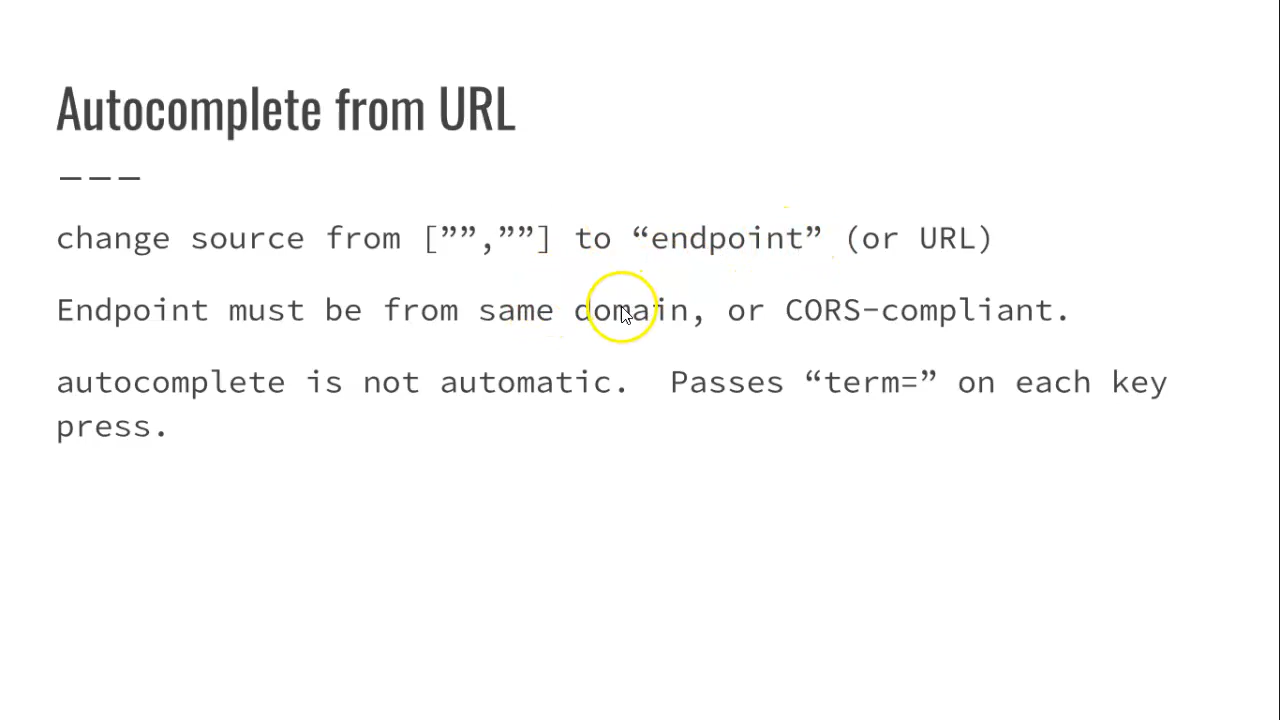 Autocomplete from URL
———
change source from [””,””] to “endpoint” (or URL)
Endpoint must be from same domain, or CORS-compliant.
autocomplete is not automatic.  Passes “term=” on each key
press.